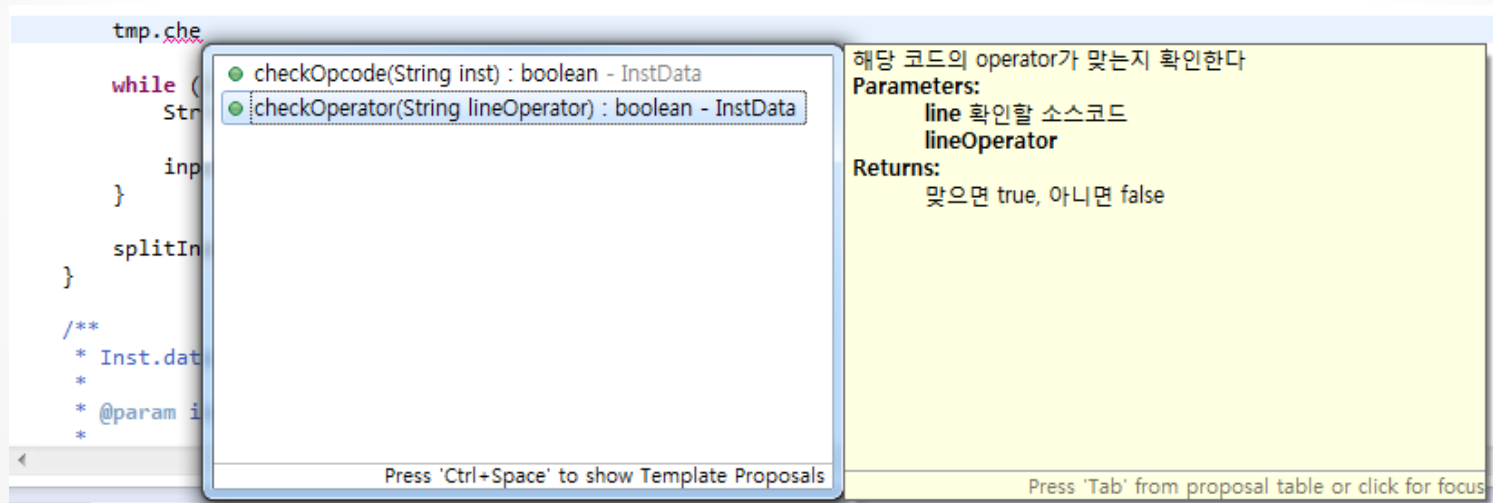 tmp.che
while (
Str
inp
}
splitIn
}
/**
* Inst.dat
*
* @param i
*
checkOpcode(String inst) : boolean - InstData
checkOperator(String lineOperator) : boolean - InstData
Press 'Ctrl+Space' to show Template Proposals
해당 코드의 operator가 맞는지 확인한다
Parameters:
line 확인할 소스코드
lineOperator
Returns:
맞으면 true, 아니면 false
Press 'Tab' from proposal table or click for focus